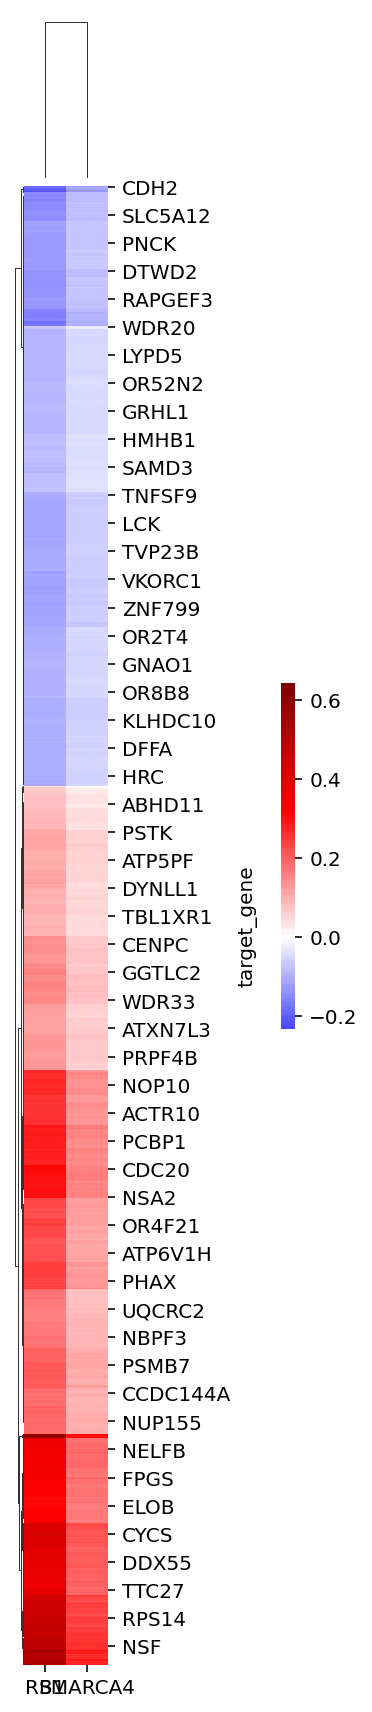 CDH2
SLC5A12
PNCK
DTWD2
RAPGEF3
WDR20
LYPD5
OR52N2
GRHL1
HMHB1
SAMD3
TNFSF9
LCK
TVP23B
VKORC1
ZNF799
OR2T4
GNAO1
OR8B8
KLHDC10
DFFA
HRC
ABHD11
PSTK
ATP5PF
DYNLL1
TBL1XR1
CENPC
GGTLC2
WDR33
ATXN7L3
PRPF4B
NOP10
ACTR10
PCBP1
CDC20
NSA2
OR4F21
ATP6V1H
PHAX
UQCRC2
NBPF3
PSMB7
CCDC144A
NUP155
NELFB
FPGS
ELOB
CYCS
DDX55
TTC27
RPS14
NSF
SMARCA4
target_gene
0.6
0.4
0.2
0.0
−0.2